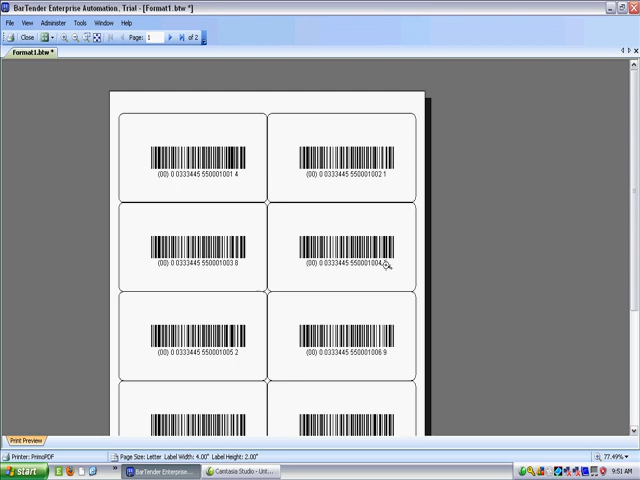 BarTender Enterprise Automation, Trial - [Format1.btw *]
File View Administer Tools Window Help
Close Page: 1 of 2
Format1.btw *
(00) 0 0333445 550001001 4
(00) 0 0333445 550001002 1
(00) 0 0333445 550001003 8
(00) 0 0333445 550001004
(00) 0 0333445 550001005 2
(00) 0 0333445 550001006 9
Print Preview
Printer: PrimoPDF Page Size: Letter Label Width: 4.00" Label Height: 2.00" 77.49%
start BarTender Enterprise... Camtasia Studio - Unt... 9:51 AM